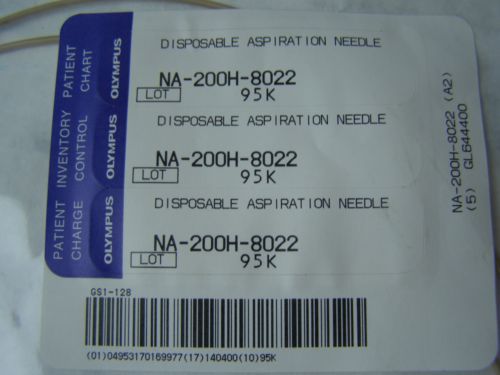 PATIENT CHART
OLYMPUS
DISPOSABLE ASPIRATION NEEDLE
NA-200H-8022
LOT 95K
INVENTORY CONTROL
OLYMPUS
DISPOSABLE ASPIRATION NEEDLE
NA-200H-8022
LOT 95K
PATIENT CHARGE
OLYMPUS
DISPOSABLE ASPIRATION NEEDLE
NA-200H-8022
LOT 95K
NA-200H-8022 (A2)
(5) GL644400
GS1-128
(01)04953170169977(17)140400(10)95K